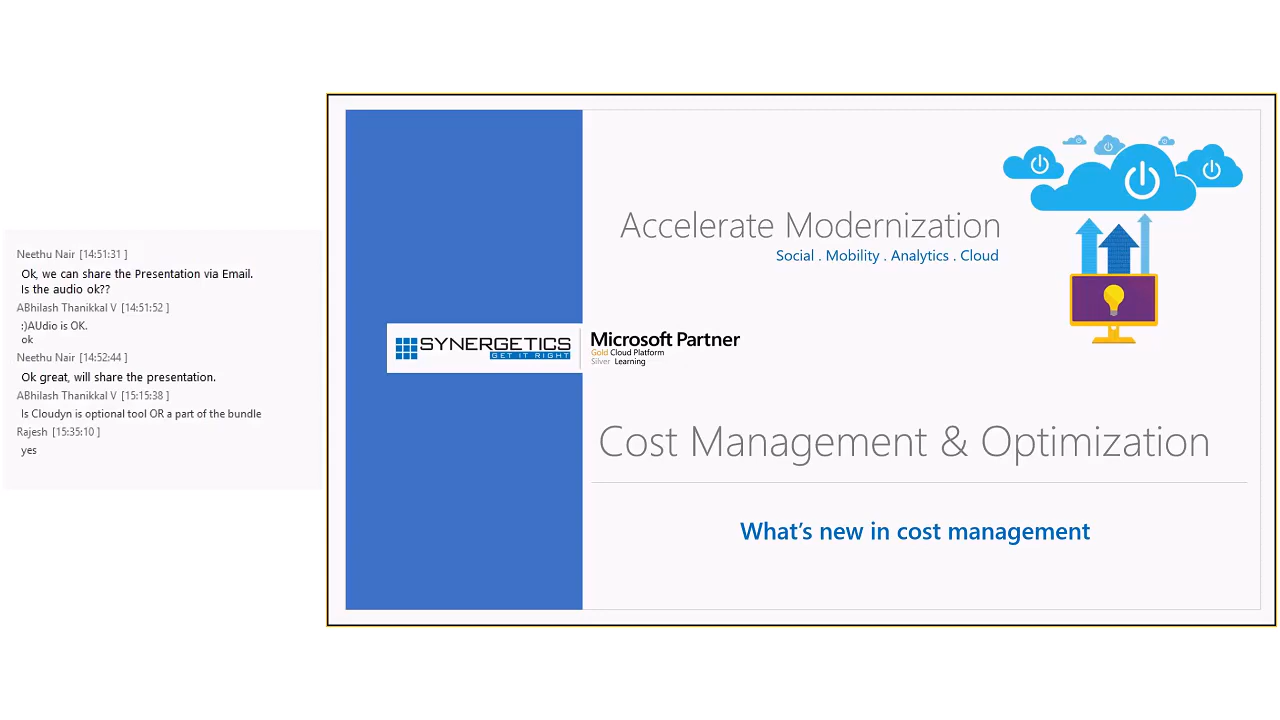 Neethu Nair [14:51:31 ]
Ok, we can share the Presentation via Email.
Is the audio ok??
ABhilash Thanikkal V [14:51:52 ]
:)AUdio is OK.
ok
Neethu Nair [14:52:44 ]
Ok great, will share the presentation.
ABhilash Thanikkal V [15:15:38 ]
Is Cloudyn is optional tool OR a part of the bundle
Rajesh [15:35:10 ]
yes
Accelerate Modernization
Social . Mobility . Analytics . Cloud
SYNERGETICS
GET IT RIGHT
Microsoft Partner
Gold Cloud Platform
Silver Learning
Cost Management & Optimization
What's new in cost management